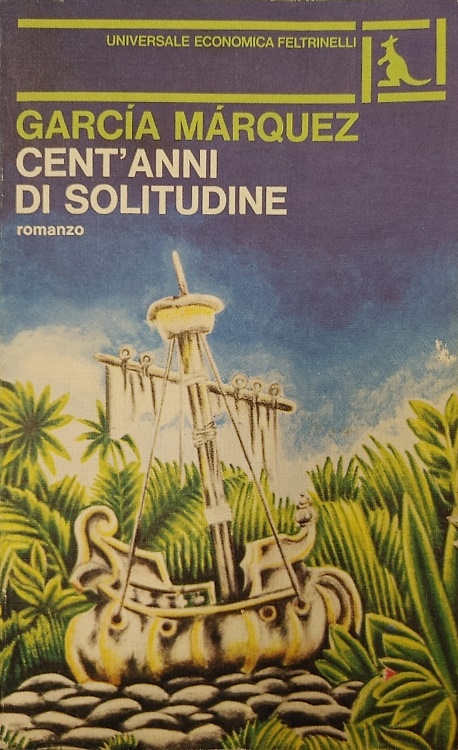 UNIVERSALE ECONOMICA FELTRINELLI
GARCÍA MÁRQUEZ
CENT'ANNI
DI SOLITUDINE
romanzo